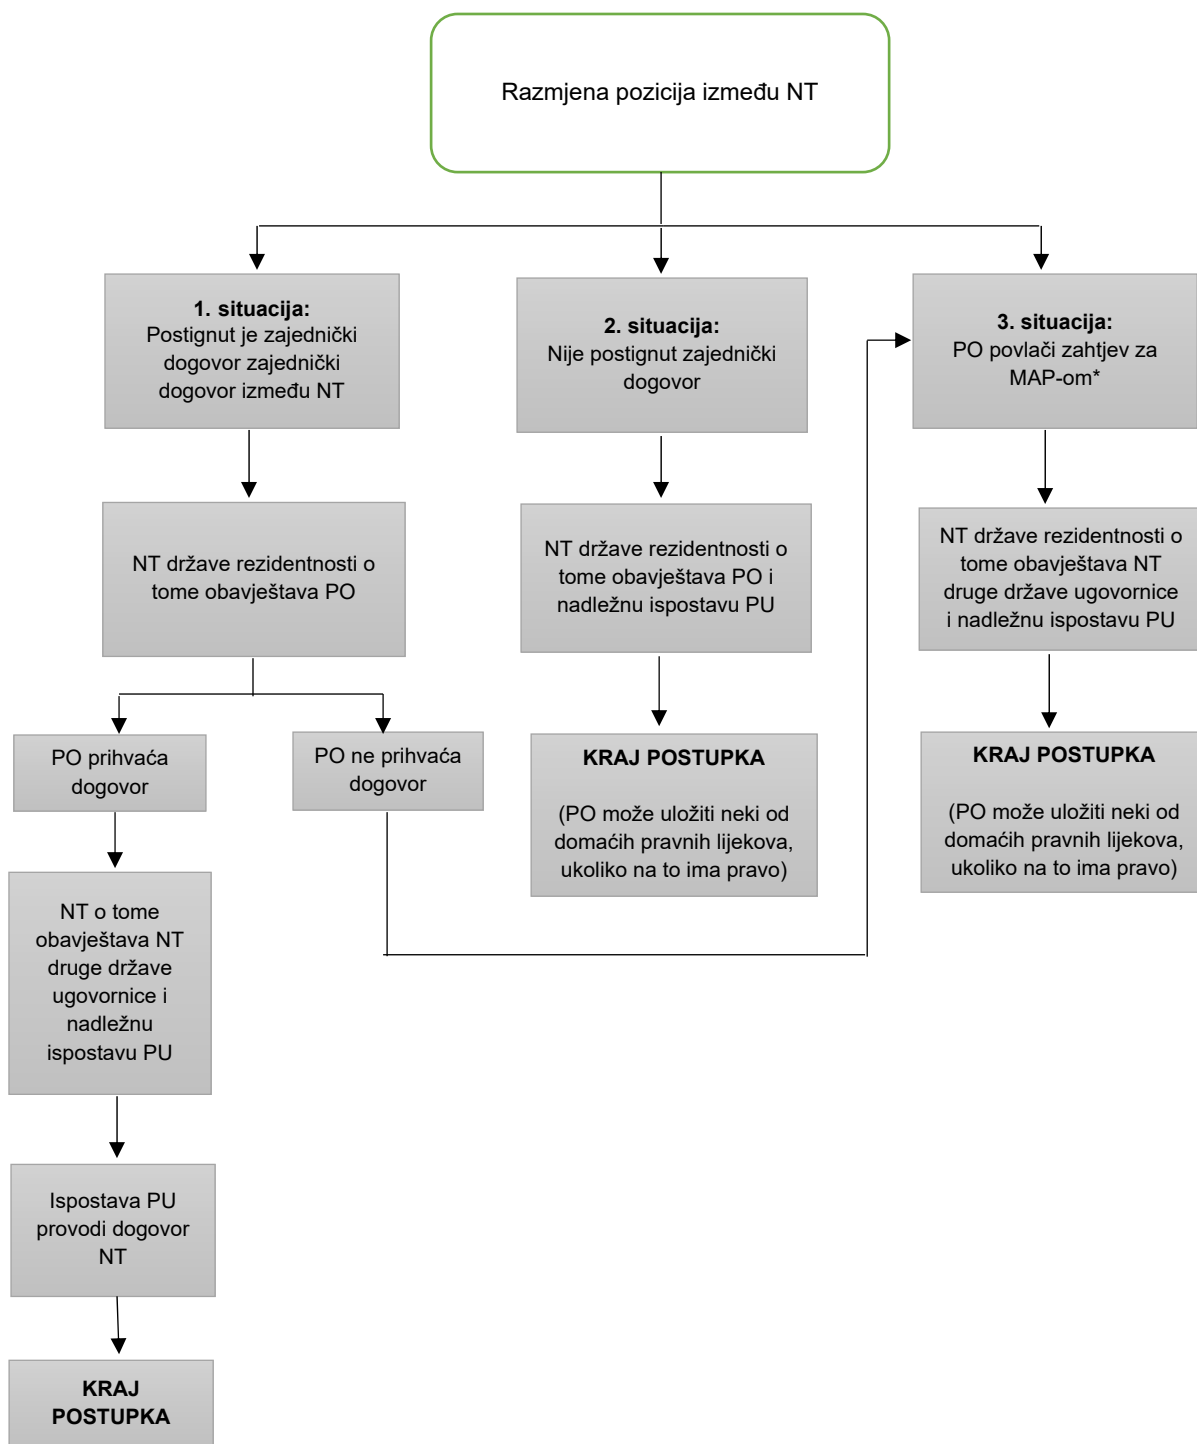 Razmjena pozicija između NT
1. situacija:
Postignut je zajednički
dogovor zajednički
dogovor između NT
2. situacija:
Nije postignut zajednički
dogovor
3. situacija:
PO povlači zahtjev za
MAP-om*
NT države rezidentnosti o
tome obavještava PO
NT države rezidentnosti o
tome obavještava PO i
nadležnu ispostavu PU
NT države rezidentnosti o
tome obavještava NT
druge države ugovornice
i nadležnu ispostavu PU
PO prihvaća
dogovor
PO ne prihvaća
dogovor
KRAJ POSTUPKA
(PO može uložiti neki od
domaćih pravnih lijekova,
ukoliko na to ima pravo)
KRAJ POSTUPKA
(PO može uložiti neki od
domaćih pravnih lijekova,
ukoliko na to ima pravo)
NT o tome
obavještava NT
druge države
ugovornice i
nadležnu
ispostavu PU
Ispostava PU
provodi dogovor
NT
KRAJ
POSTUPKA